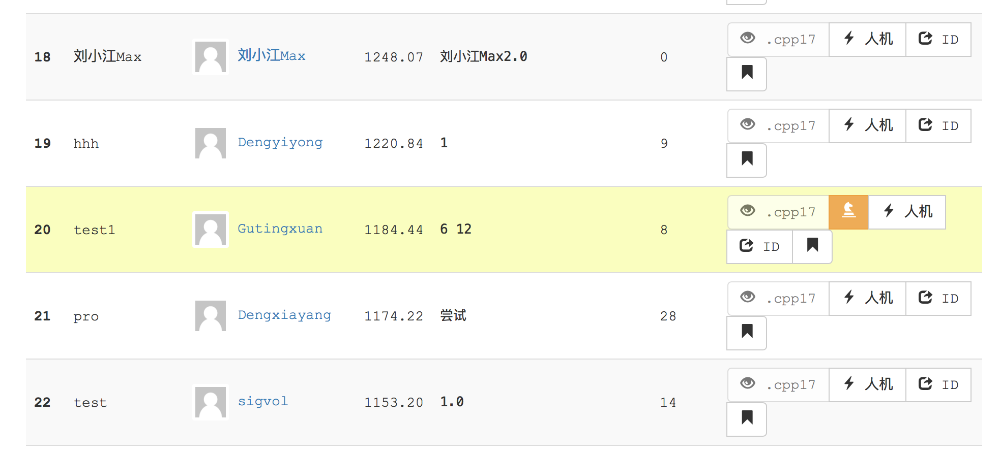 18 刘小江Max 刘小江Max 1248.07 刘小江Max2.0 0 .cpp17 人机 ID
19 hhh Dengyiyong 1220.84 1 9 .cpp17 人机 ID
20 test1 Gutingxuan 1184.44 6 12 8 .cpp17 人机
ID
21 pro Dengxiayang 1174.22 尝试 28 .cpp17 人机 ID
22 test sigvol 1153.20 1.0 14 .cpp17 人机 ID